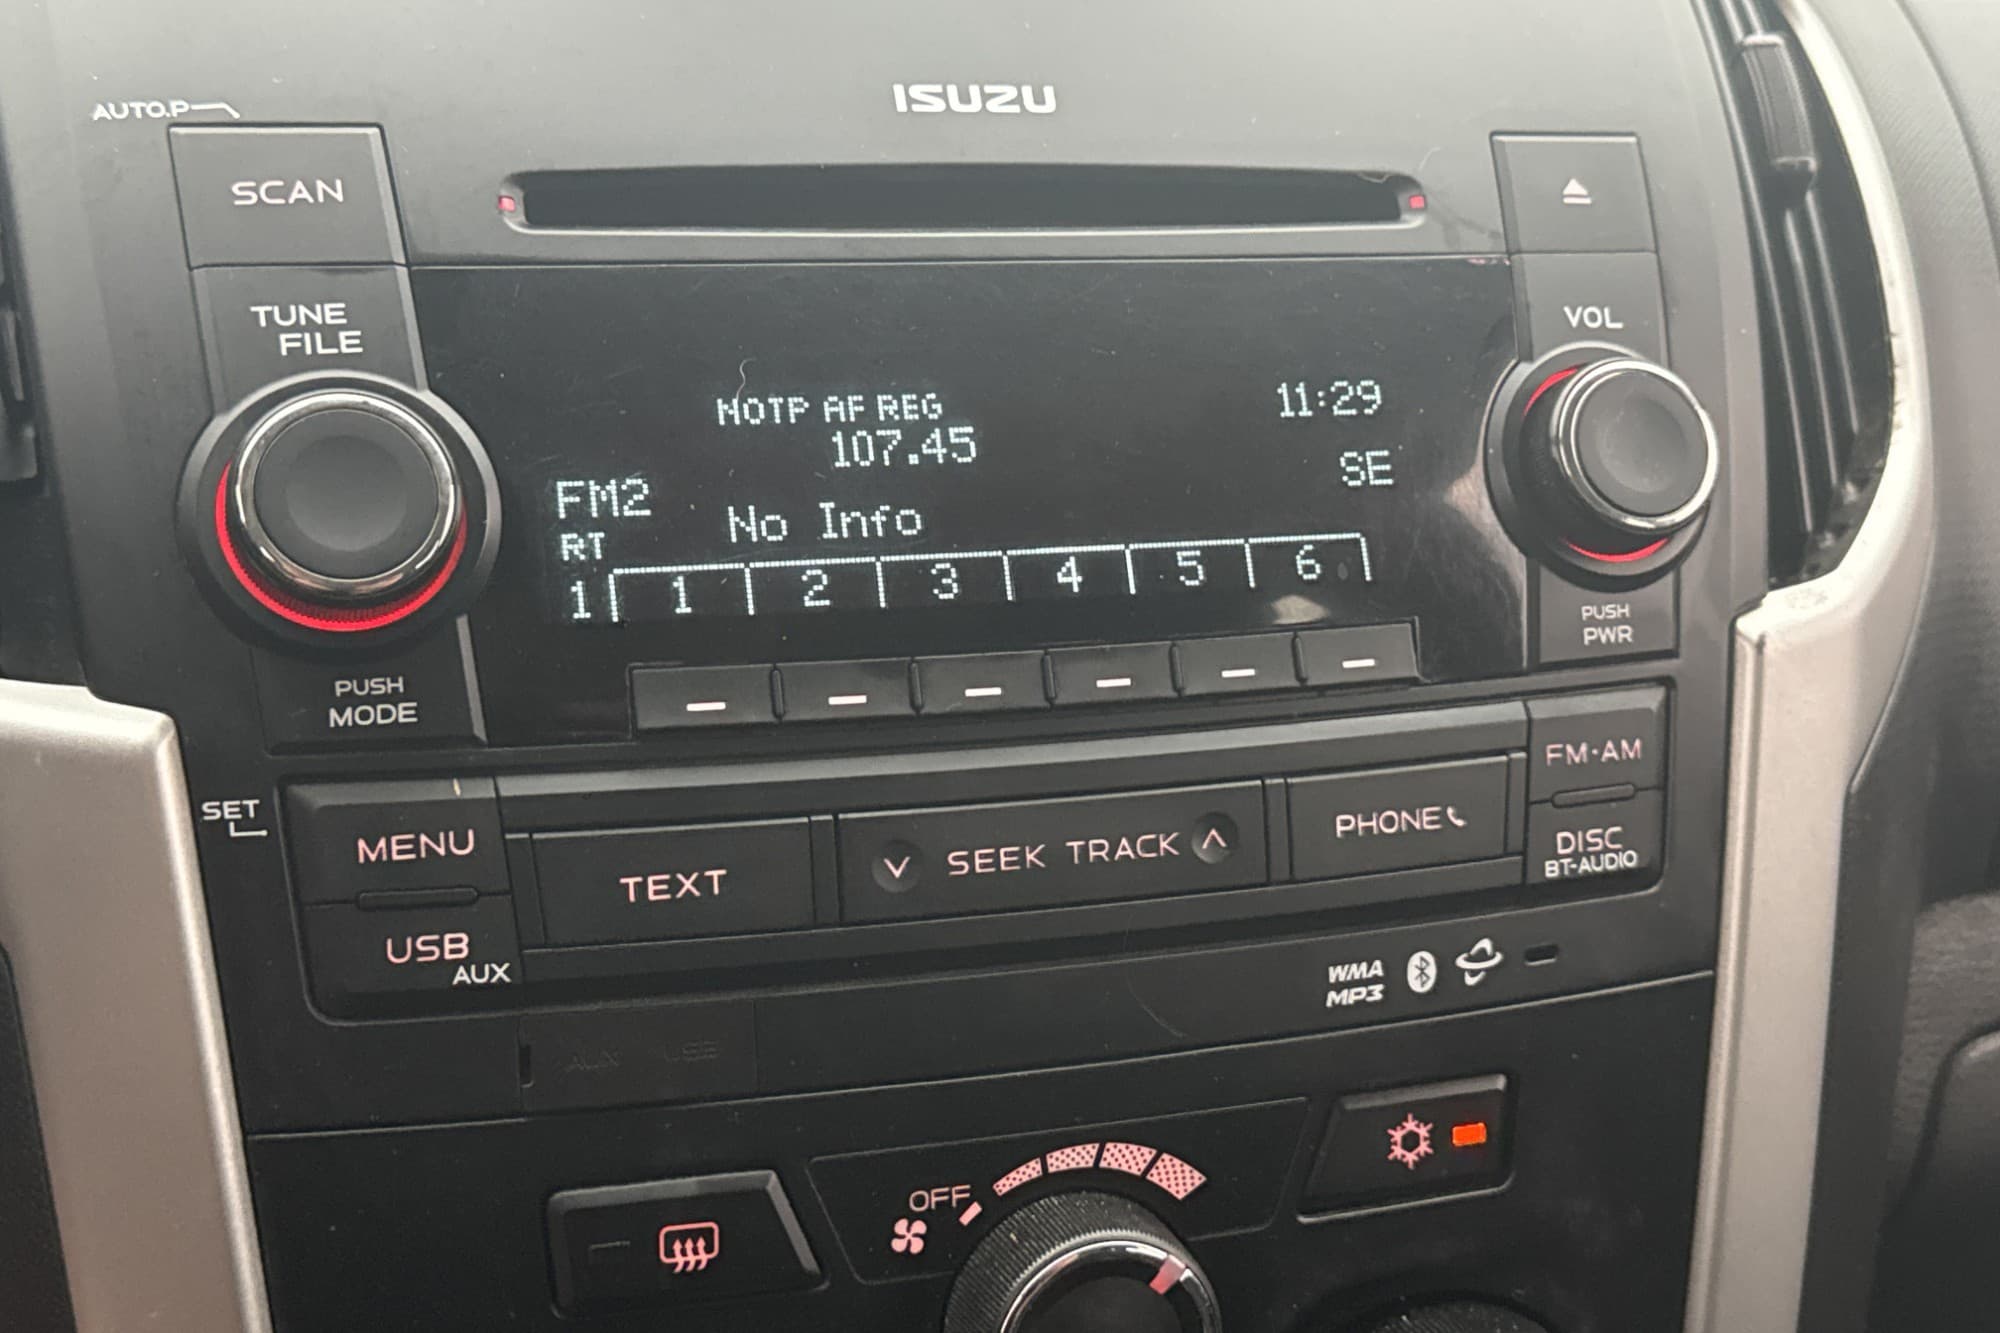 ISUZU
AUTO.P
SCAN
TUNE
FILE
VOL
NOTP AF REG
11:29
107.45
SE
FM2
No Info
RT
1 1 2 3 4 5 6
PUSH
PWR
PUSH
MODE
FM•AM
SET
MENU
TEXT
SEEK TRACK
PHONE
DISC
BT-AUDIO
USB
AUX
WMA
MP3
AUX USB
OFF